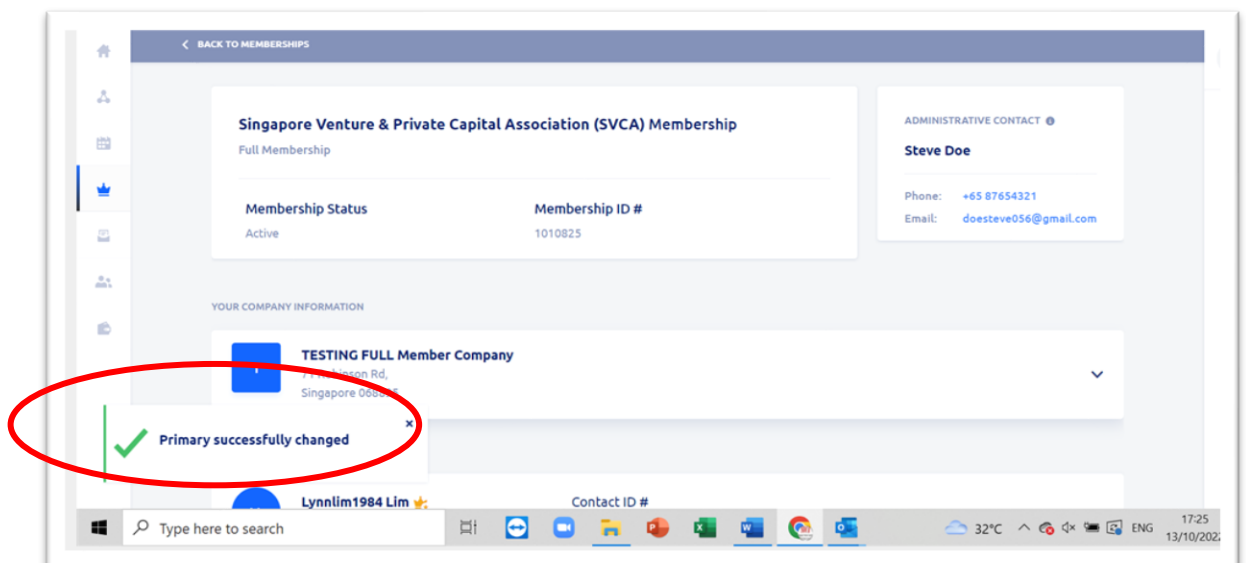 BACK TO MEMBERSHIPS
Singapore Venture & Private Capital Association (SVCA) Membership
Full Membership
Membership Status
Active
Membership ID #
1010825
ADMINISTRATIVE CONTACT
Steve Doe
Phone: +65 87654321
Email: doesteve056@gmail.com
YOUR COMPANY INFORMATION
TESTING FULL Member Company
Rd,
Singapore
Primary successfully changed
Lynnlim1984 Lim
Contact ID #
Type here to search
32°C
ENG
17:25